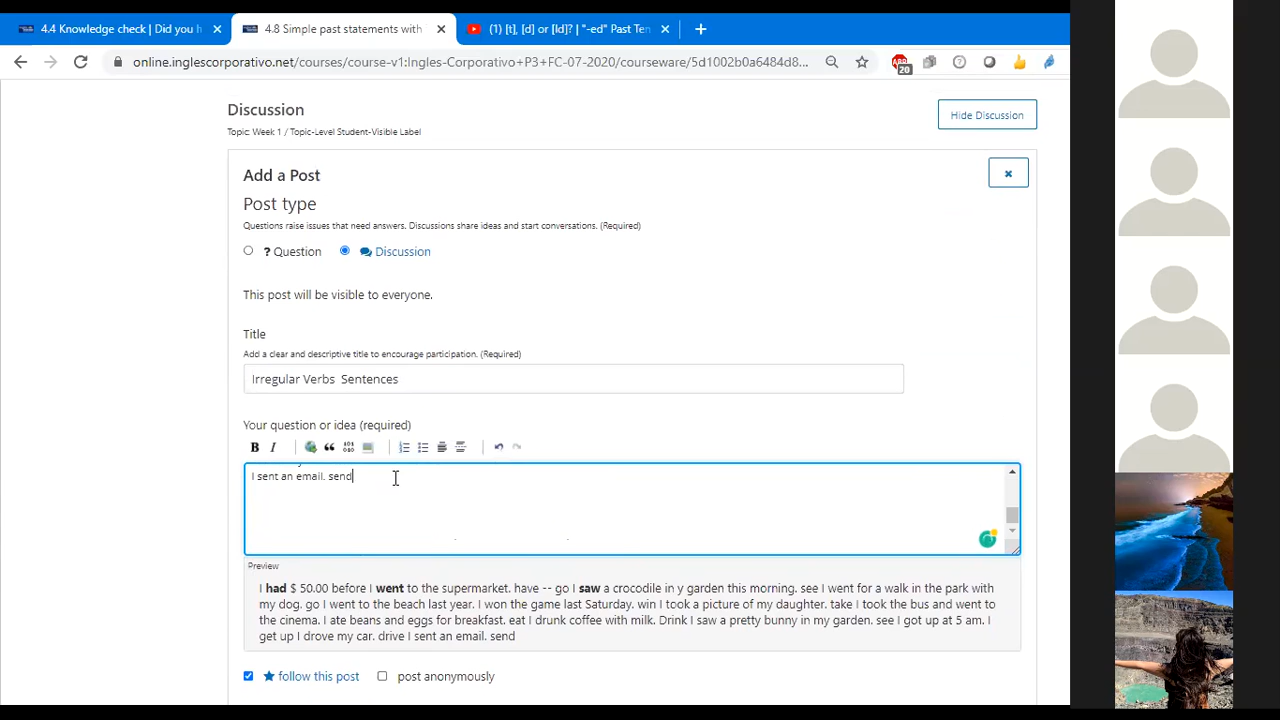 4.4 Knowledge check | Did you h
4.8 Simple past statements with
(1) [t], [d] or [Id]? | "-ed" Past Ten
online.inglescorporativo.net/courses/course-v1:Ingles-Corporativo+P3+FC-07-2020/courseware/5d1002b0a6484d8...
ABP
20
Discussion
Hide Discussion
Topic: Week 1 / Topic-Level Student-Visible Label
Add a Post
Post type
Questions raise issues that need answers. Discussions share ideas and start conversations. (Required)
? Question
Discussion
This post will be visible to everyone.
Title
Add a clear and descriptive title to encourage participation. (Required)
Irregular Verbs Sentences
Your question or idea (required)
B I
I sent an email. send
Preview
I had $ 50.00 before I went to the supermarket. have -- go I saw a crocodile in y garden this morning. see I went for a walk in the park with
my dog. go I went to the beach last year. I won the game last Saturday. win I took a picture of my daughter. take I took the bus and went to
the cinema. I ate beans and eggs for breakfast. eat I drunk coffee with milk. Drink I saw a pretty bunny in my garden. see I got up at 5 am. I
get up I drove my car. drive I sent an email. send
follow this post
post anonymously